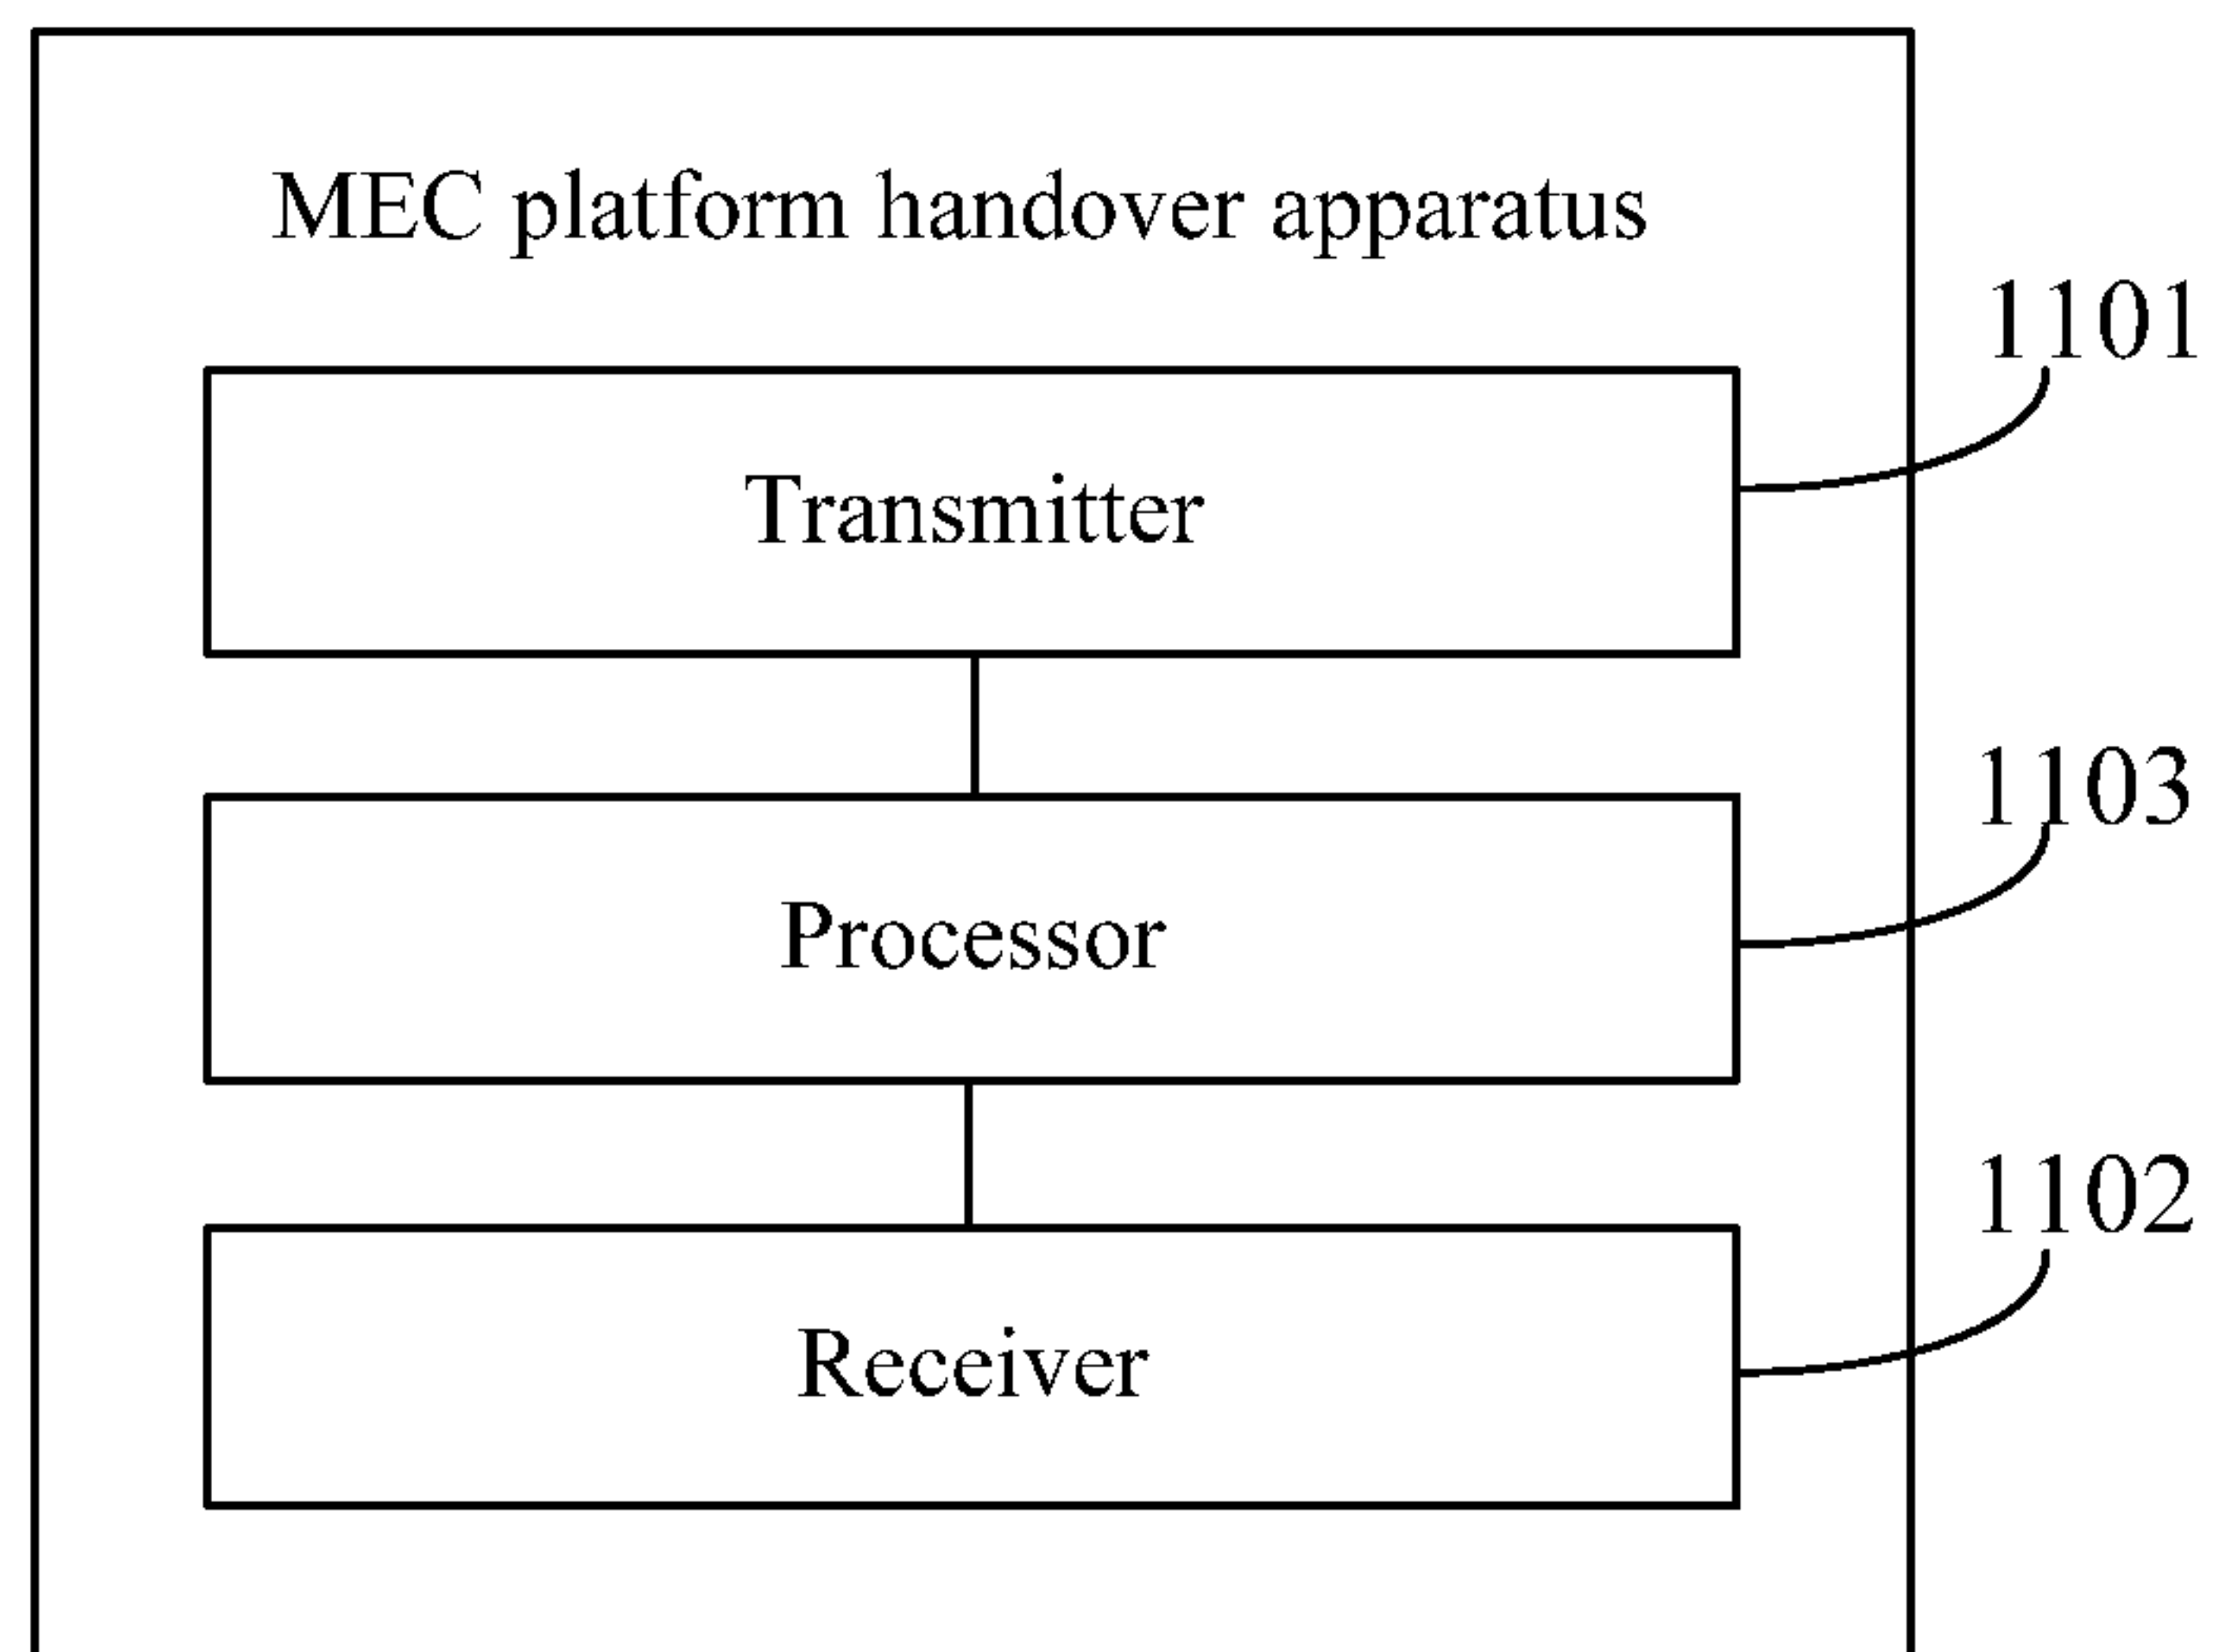 MEC platform handover apparatus
1101
Transmitter
1103
Processor
1102
Receiver